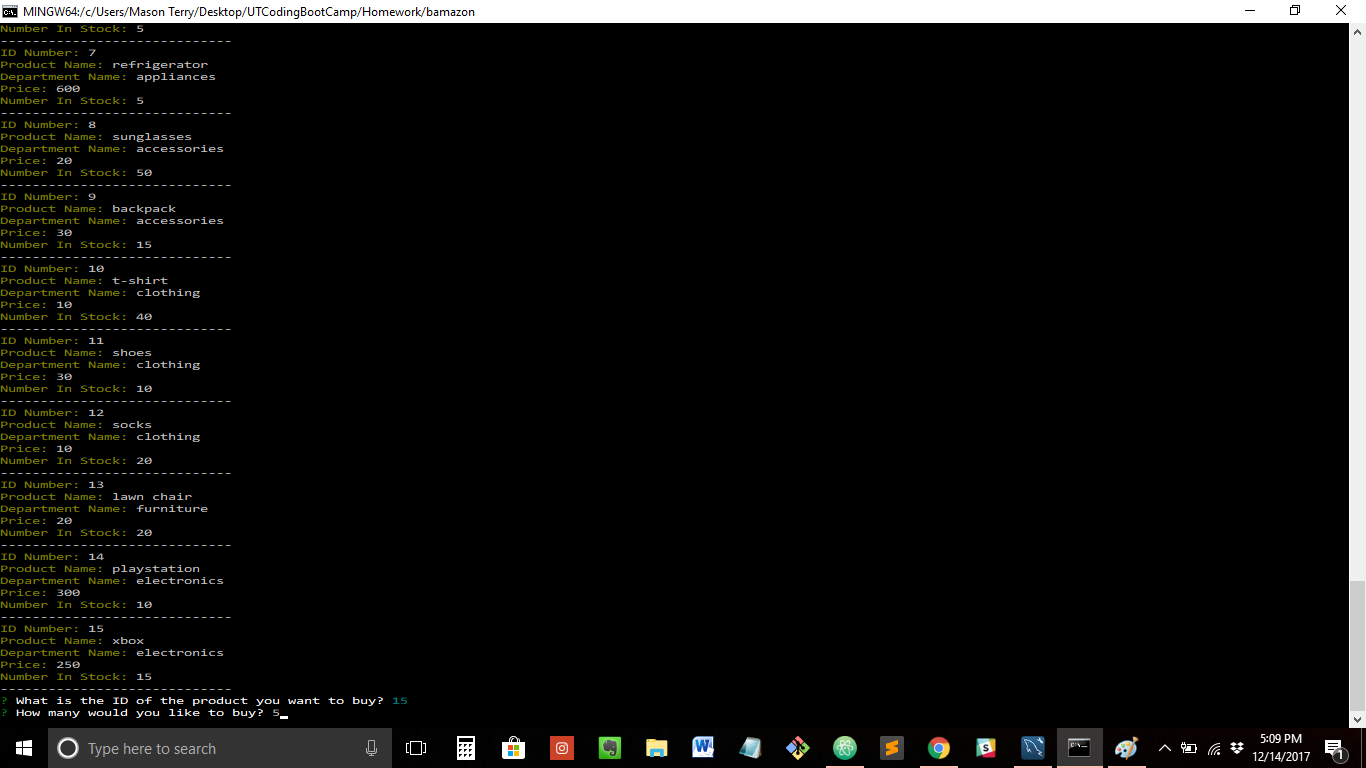 MINGW64:/c/Users/Mason Terry/Desktop/UTCodingBootCamp/Homework/bamazon
Number In Stock: 5
-----------------------------
ID Number: 7
Product Name: refrigerator
Department Name: appliances
Price: 600
Number In Stock: 5
-----------------------------
ID Number: 8
Product Name: sunglasses
Department Name: accessories
Price: 20
Number In Stock: 50
-----------------------------
ID Number: 9
Product Name: backpack
Department Name: accessories
Price: 30
Number In Stock: 15
-----------------------------
ID Number: 10
Product Name: t-shirt
Department Name: clothing
Price: 10
Number In Stock: 40
-----------------------------
ID Number: 11
Product Name: shoes
Department Name: clothing
Price: 30
Number In Stock: 10
-----------------------------
ID Number: 12
Product Name: socks
Department Name: clothing
Price: 10
Number In Stock: 20
-----------------------------
ID Number: 13
Product Name: lawn chair
Department Name: furniture
Price: 20
Number In Stock: 20
-----------------------------
ID Number: 14
Product Name: playstation
Department Name: electronics
Price: 300
Number In Stock: 10
-----------------------------
ID Number: 15
Product Name: xbox
Department Name: electronics
Price: 250
Number In Stock: 15
-----------------------------
? What is the ID of the product you want to buy? 15
? How many would you like to buy? 5
Type here to search
5:09 PM
12/14/2017
1